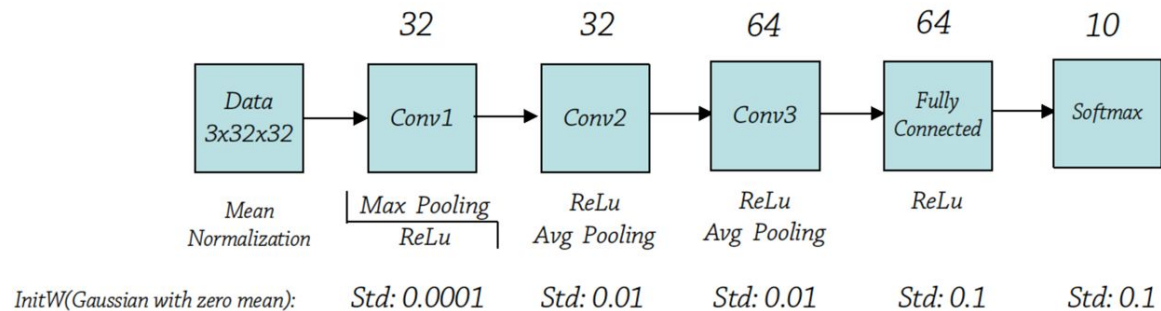 32 32 64 64 10
Data
3x32x32
Conv1
Conv2
Conv3
Fully
Connected
Softmax
Mean
Normalization
Max Pooling
ReLu
ReLu
Avg Pooling
ReLu
Avg Pooling
ReLu
InitW(Gaussian with zero mean): Std: 0.0001 Std: 0.01 Std: 0.01 Std: 0.1 Std: 0.1